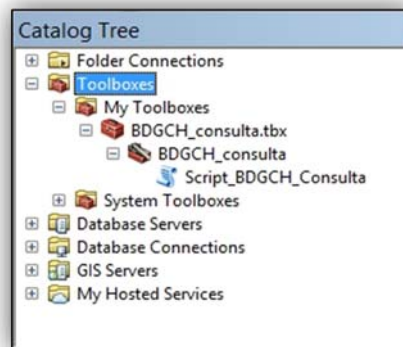 Catalog Tree
Folder Connections
Toolboxes
My Toolboxes
BDGCH_consulta.tbx
BDGCH_consulta
Script_BDGCH_Consulta
System Toolboxes
Database Servers
Database Connections
GIS Servers
My Hosted Services